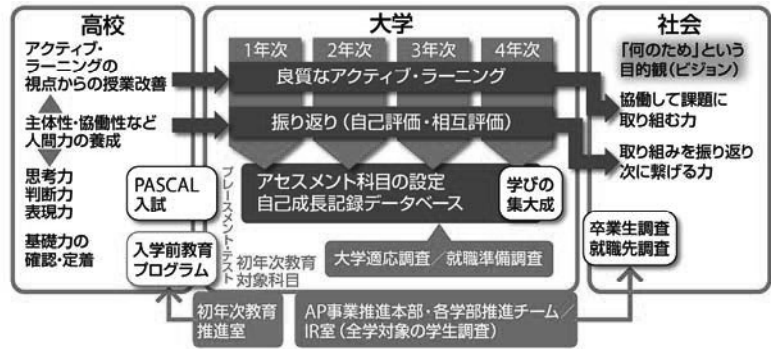 高校
アクティブ・
ラーニングの
視点からの授業改善
主体性・協働性など
人間力の養成
思考力
判断力
表現力
基礎力の
確認・定着
PASCAL
入試
入学前教育
プログラム
大学
1年次
2年次
3年次
4年次
良質なアクティブ・ラーニング
振り返り（自己評価・相互評価）
アセスメント科目の設定
自己成長記録データベース
学びの
集大成
プレースメント・テスト
初年次教育
対象科目
大学適応調査／就職準備調査
初年次教育
推進室
AP事業推進本部・各学部推進チーム／
IR室（全学対象の学生調査）
社会
「何のため」という
目的観（ビジョン）
協働して課題に
取り組む力
取り組みを振り返り
次に繋げる力
卒業生調査
就職先調査